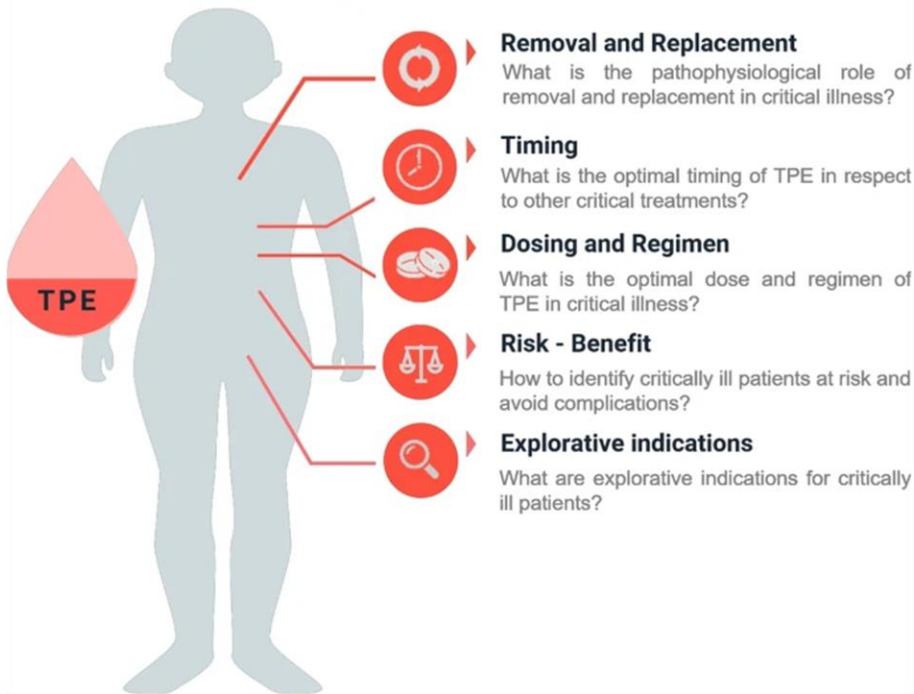 TPE
Removal and Replacement
What is the pathophysiological role of
removal and replacement in critical illness?
Timing
What is the optimal timing of TPE in respect
to other critical treatments?
Dosing and Regimen
What is the optimal dose and regimen of
TPE in critical illness?
Risk - Benefit
How to identify critically ill patients at risk and
avoid complications?
Explorative indications
What are explorative indications for critically
ill patients?